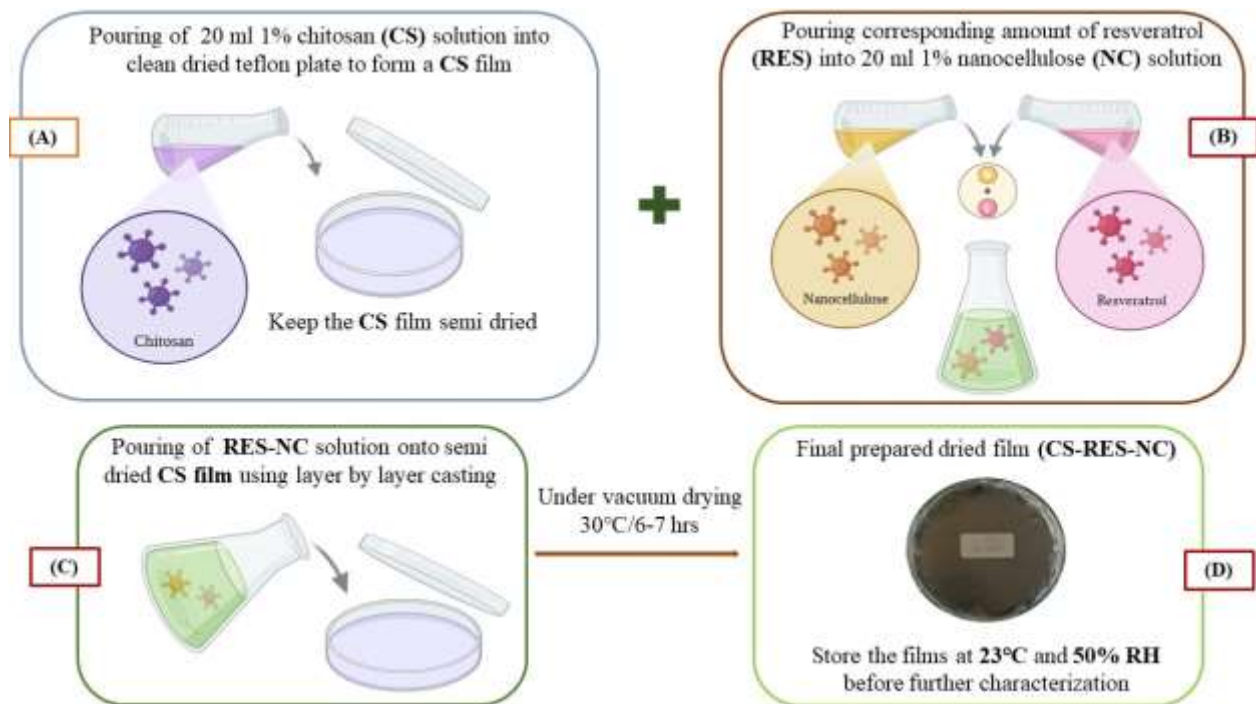 Pouring of 20 ml 1% chitosan (CS) solution into
clean dried teflon plate to form a CS film
(A)
Chitosan
Keep the CS film semi dried
Pouring corresponding amount of resveratrol
(RES) into 20 ml 1% nanocellulose (NC) solution
(B)
Nanocellulose
Resveratrol
Pouring of RES-NC solution onto semi
dried CS film using layer by layer casting
(C)
Under vacuum drying
30°C/6-7 hrs
Final prepared dried film (CS-RES-NC)
(D)
Store the films at 23°C and 50% RH
before further characterization